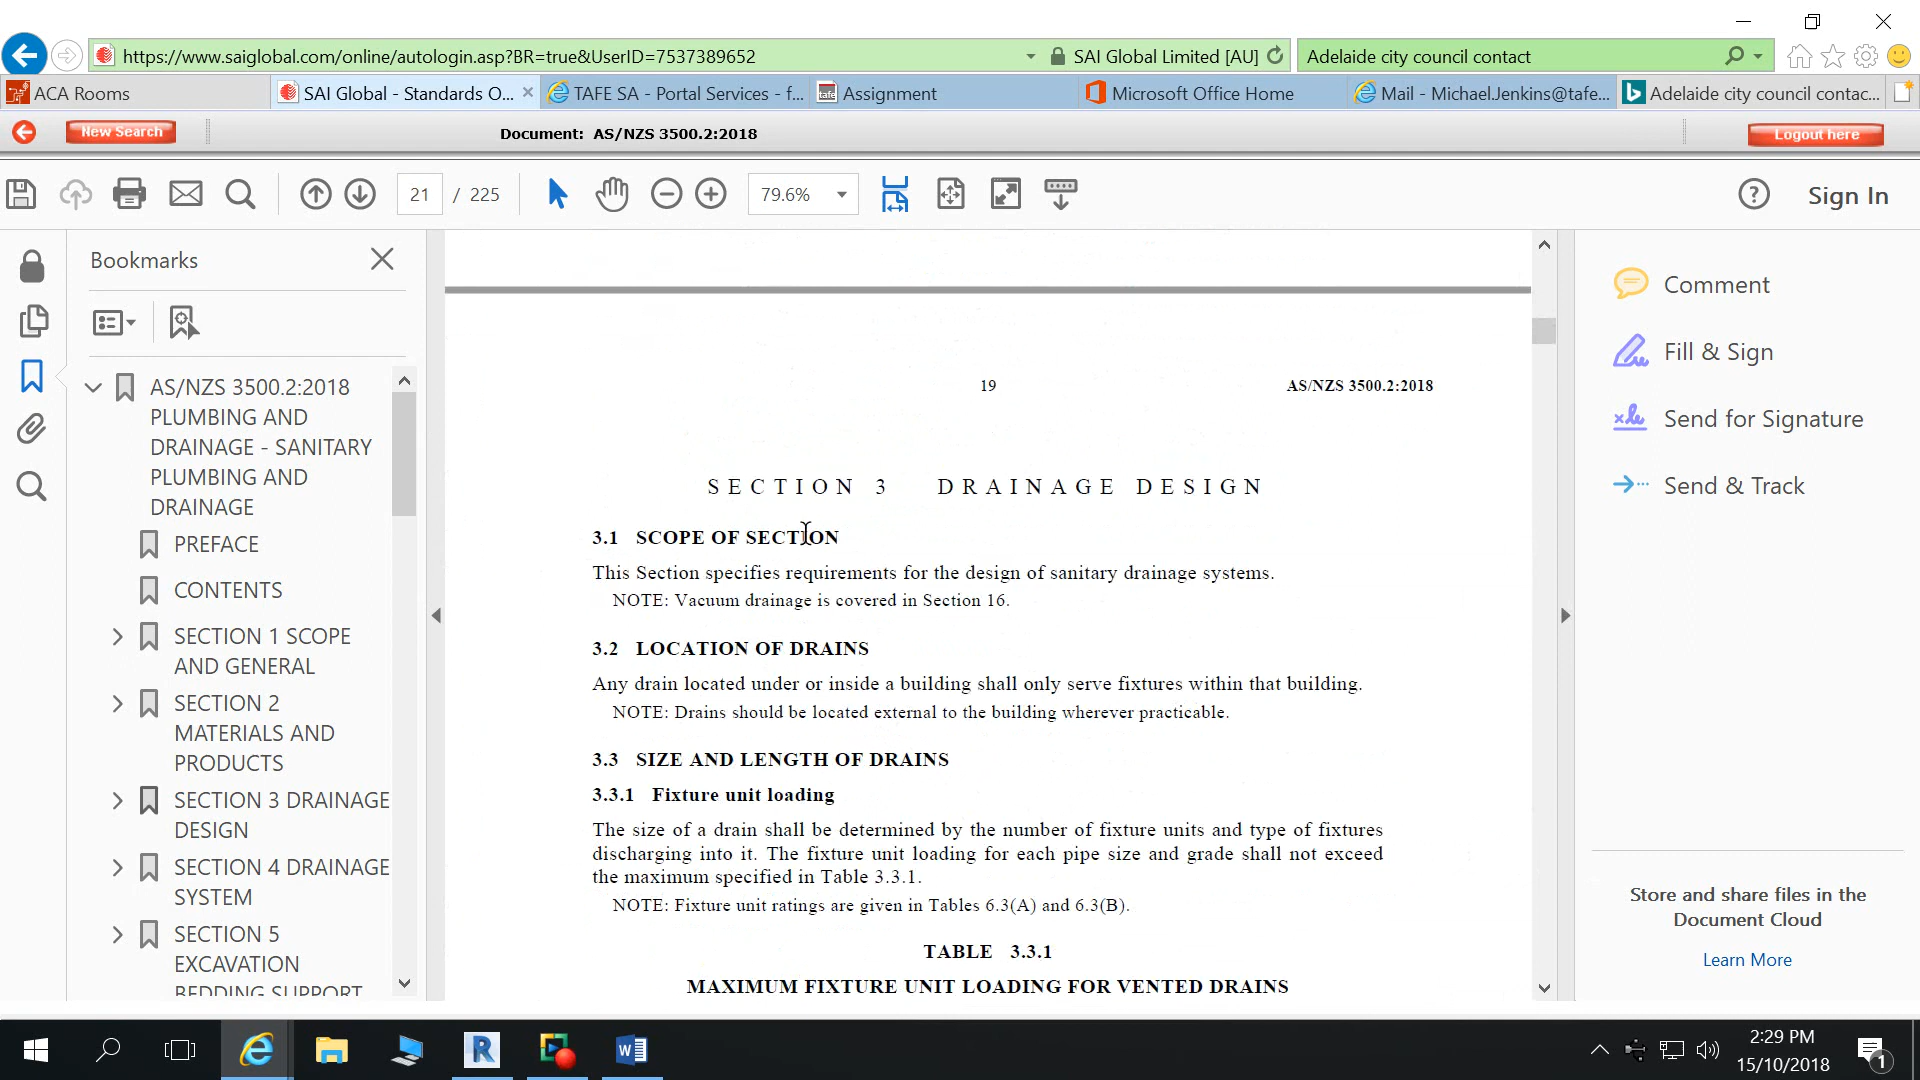 https://www.saiglobal.com/online/autologin.asp?BR=true&UserID=7537389652
SAI Global Limited [AU]
Adelaide city council contact
ACA Rooms
SAI Global - Standards O...
TAFE SA - Portal Services - f...
Assignment
Microsoft Office Home
Mail - Michael.Jenkins@tafe...
Adelaide city council contac...
New Search
Document: AS/NZS 3500.2:2018
Logout here
21 / 225
79.6%
Sign In
Bookmarks
AS/NZS 3500.2:2018
PLUMBING AND
DRAINAGE - SANITARY
PLUMBING AND
DRAINAGE
PREFACE
CONTENTS
SECTION 1 SCOPE
AND GENERAL
SECTION 2
MATERIALS AND
PRODUCTS
SECTION 3 DRAINAGE
DESIGN
SECTION 4 DRAINAGE
SYSTEM
SECTION 5
EXCAVATION
BEDDING SUPPORT
19
AS/NZS 3500.2:2018
SECTION 3 DRAINAGE DESIGN
3.1 SCOPE OF SECTION
This Section specifies requirements for the design of sanitary drainage systems.
NOTE: Vacuum drainage is covered in Section 16.
3.2 LOCATION OF DRAINS
Any drain located under or inside a building shall only serve fixtures within that building.
NOTE: Drains should be located external to the building wherever practicable.
3.3 SIZE AND LENGTH OF DRAINS
3.3.1 Fixture unit loading
The size of a drain shall be determined by the number of fixture units and type of fixtures
discharging into it. The fixture unit loading for each pipe size and grade shall not exceed
the maximum specified in Table 3.3.1.
NOTE: Fixture unit ratings are given in Tables 6.3(A) and 6.3(B).
TABLE 3.3.1
MAXIMUM FIXTURE UNIT LOADING FOR VENTED DRAINS
Comment
Fill & Sign
Send for Signature
Send & Track
Store and share files in the
Document Cloud
Learn More
2:29 PM
15/10/2018
1